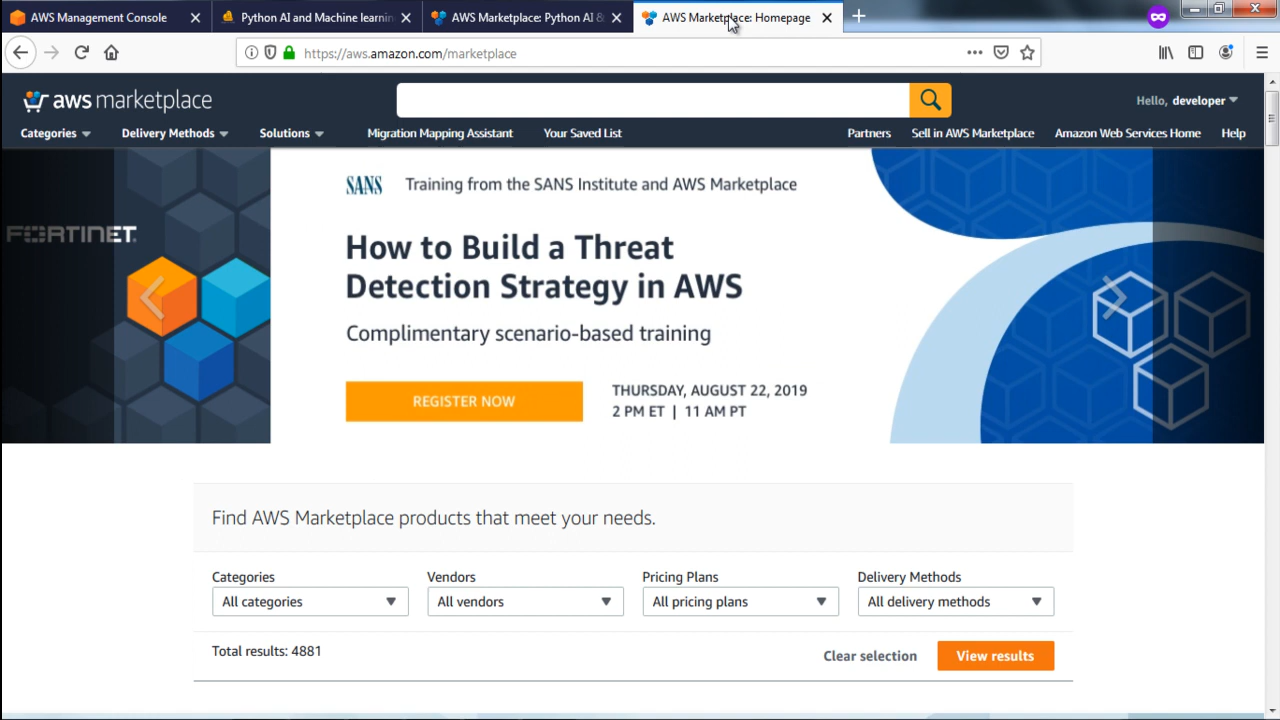 AWS Management Console
Python AI and Machine learnin
AWS Marketplace: Python AI &
AWS Marketplace: Homepage
https://aws.amazon.com/marketplace
aws marketplace
Hello, developer
Categories
Delivery Methods
Solutions
Migration Mapping Assistant
Your Saved List
Partners
Sell in AWS Marketplace
Amazon Web Services Home
Help
FORTINET
SANS
Training from the SANS Institute and AWS Marketplace
How to Build a Threat
Detection Strategy in AWS
Complimentary scenario-based training
REGISTER NOW
THURSDAY, AUGUST 22, 2019
2 PM ET | 11 AM PT
Find AWS Marketplace products that meet your needs.
Categories
Vendors
Pricing Plans
Delivery Methods
All categories
All vendors
All pricing plans
All delivery methods
Total results: 4881
Clear selection
View results